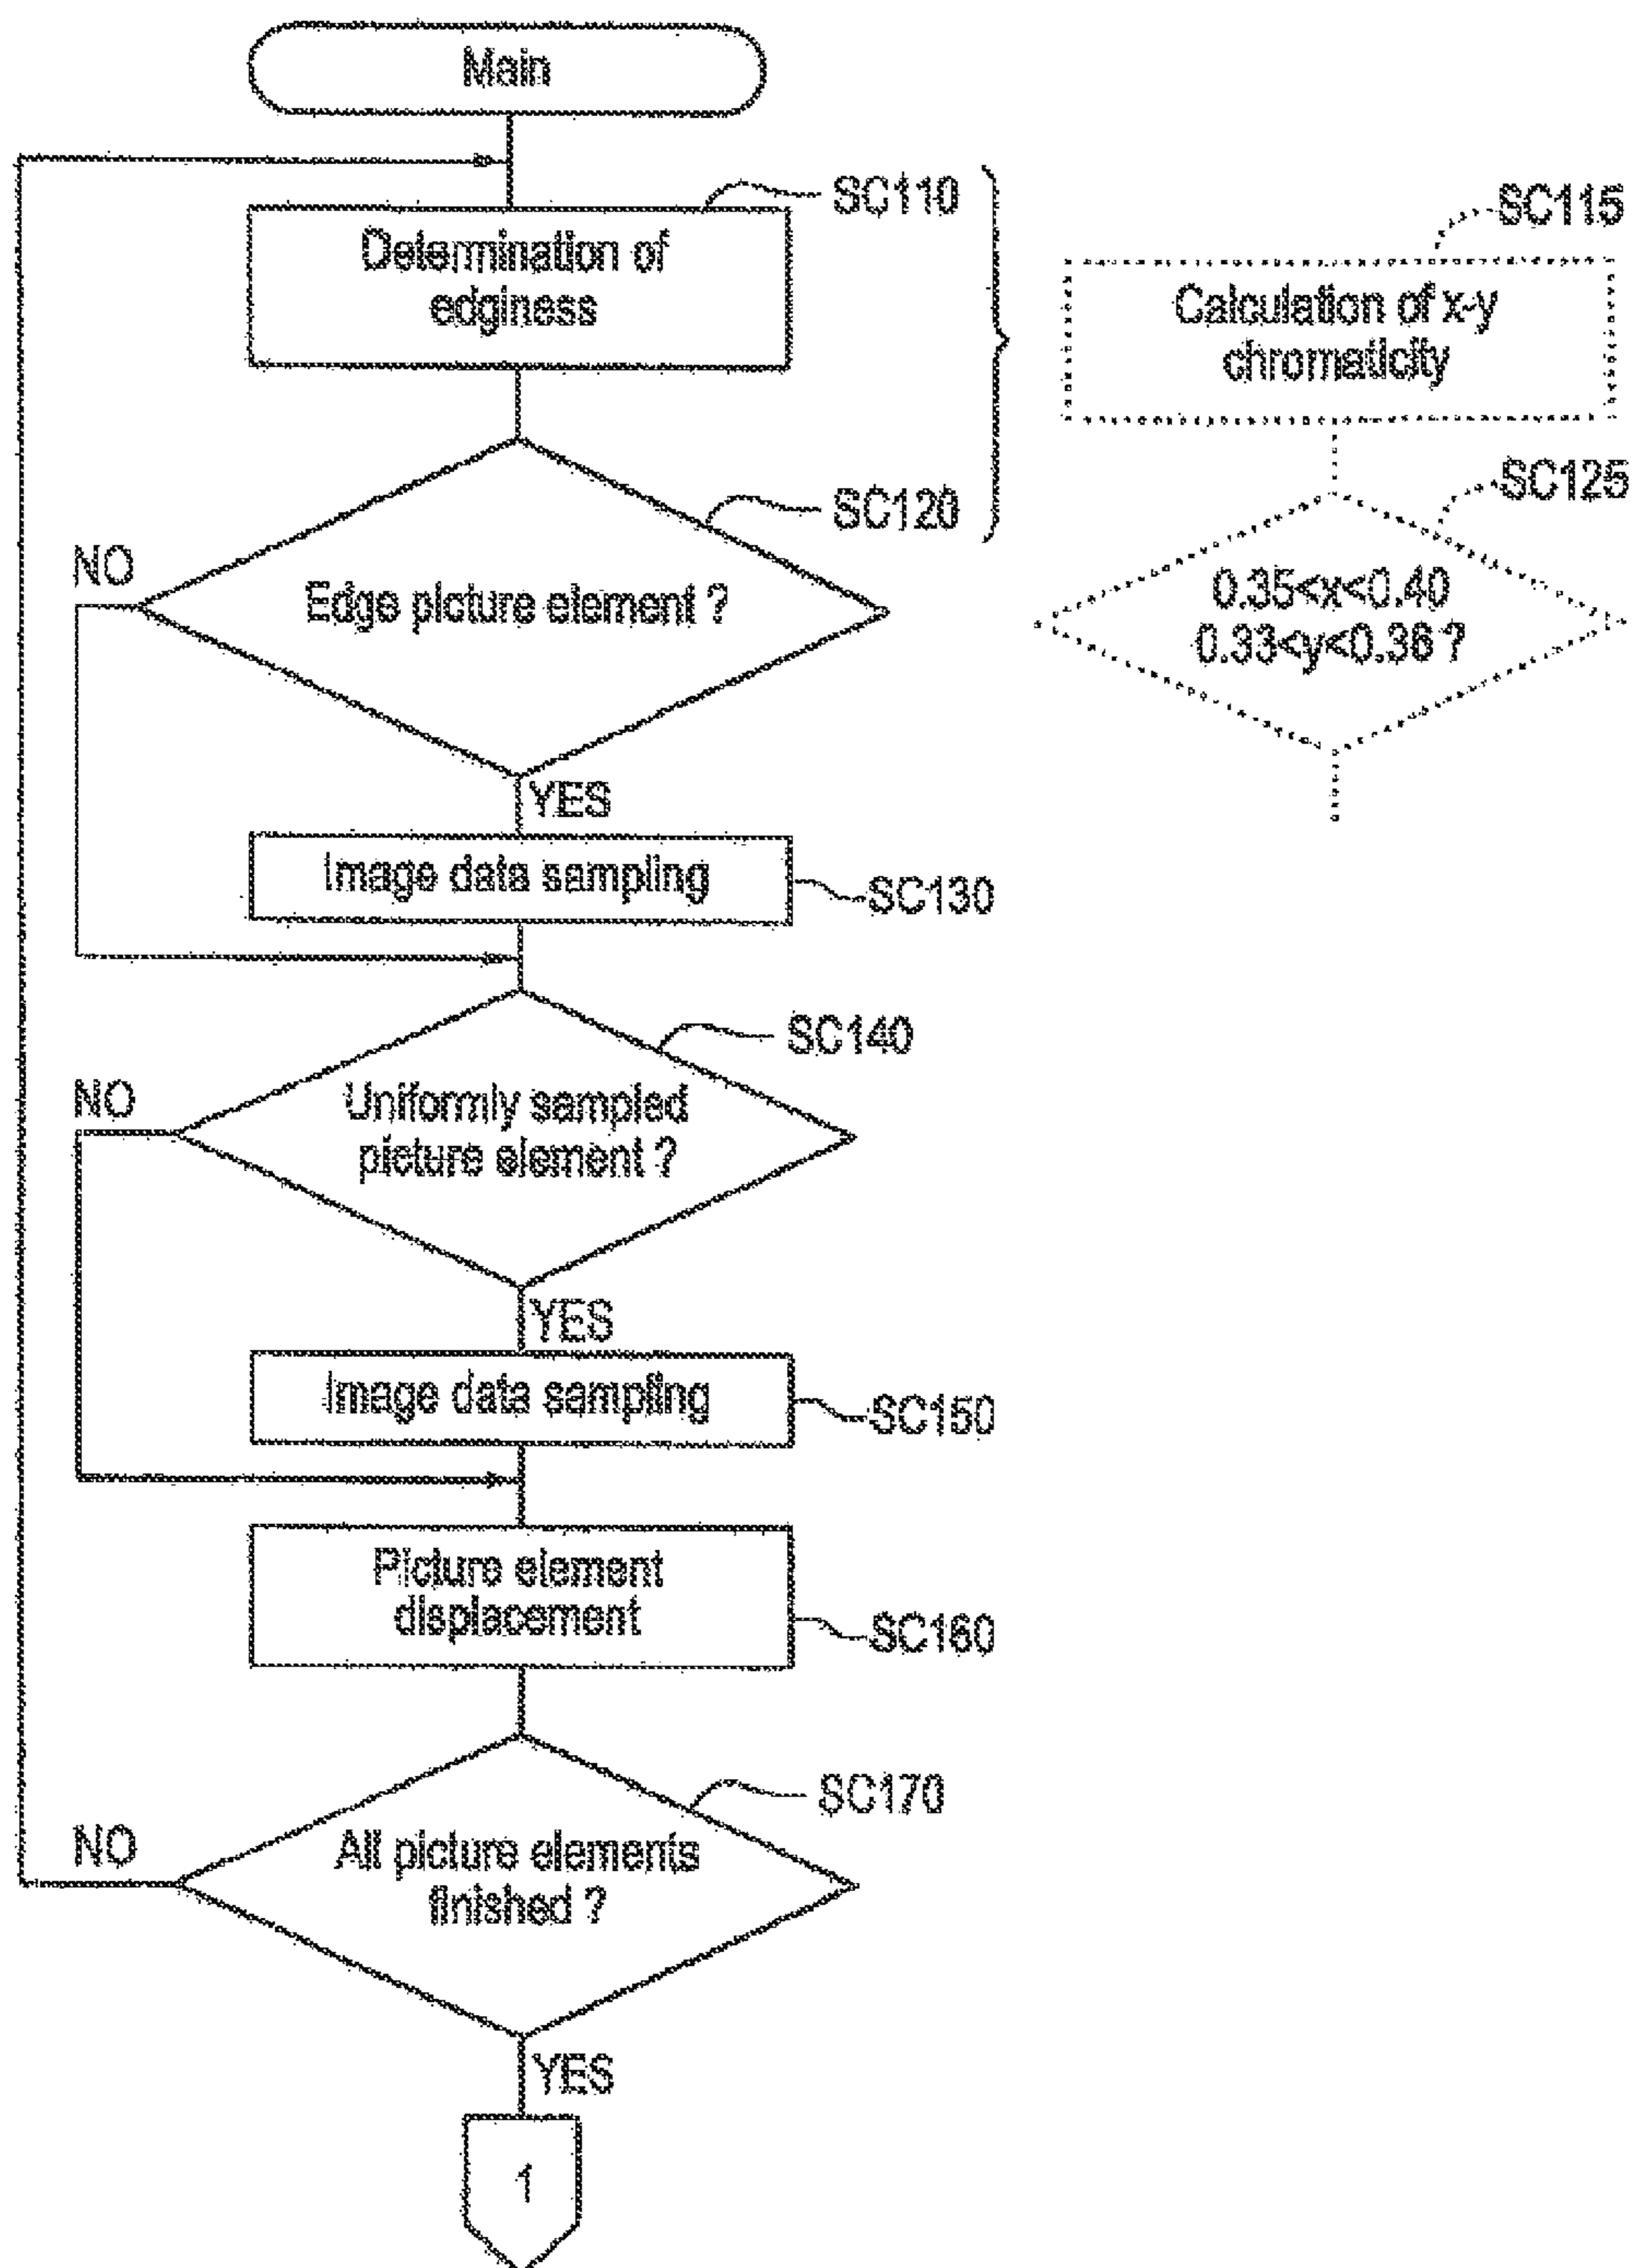 Main
SC110
Determination of
edginess
SC115
Calculation of x-y
chromaticity
SC120
NO
Edge picture element ?
SC125
0.35<x<0.40
0.33<y<0.36 ?
YES
Image data sampling
SC130
SC140
NO
Uniformly sampled
picture element ?
YES
Image data sampling
SC150
Picture element
displacement
SC160
SC170
NO
All picture elements
finished ?
YES
1